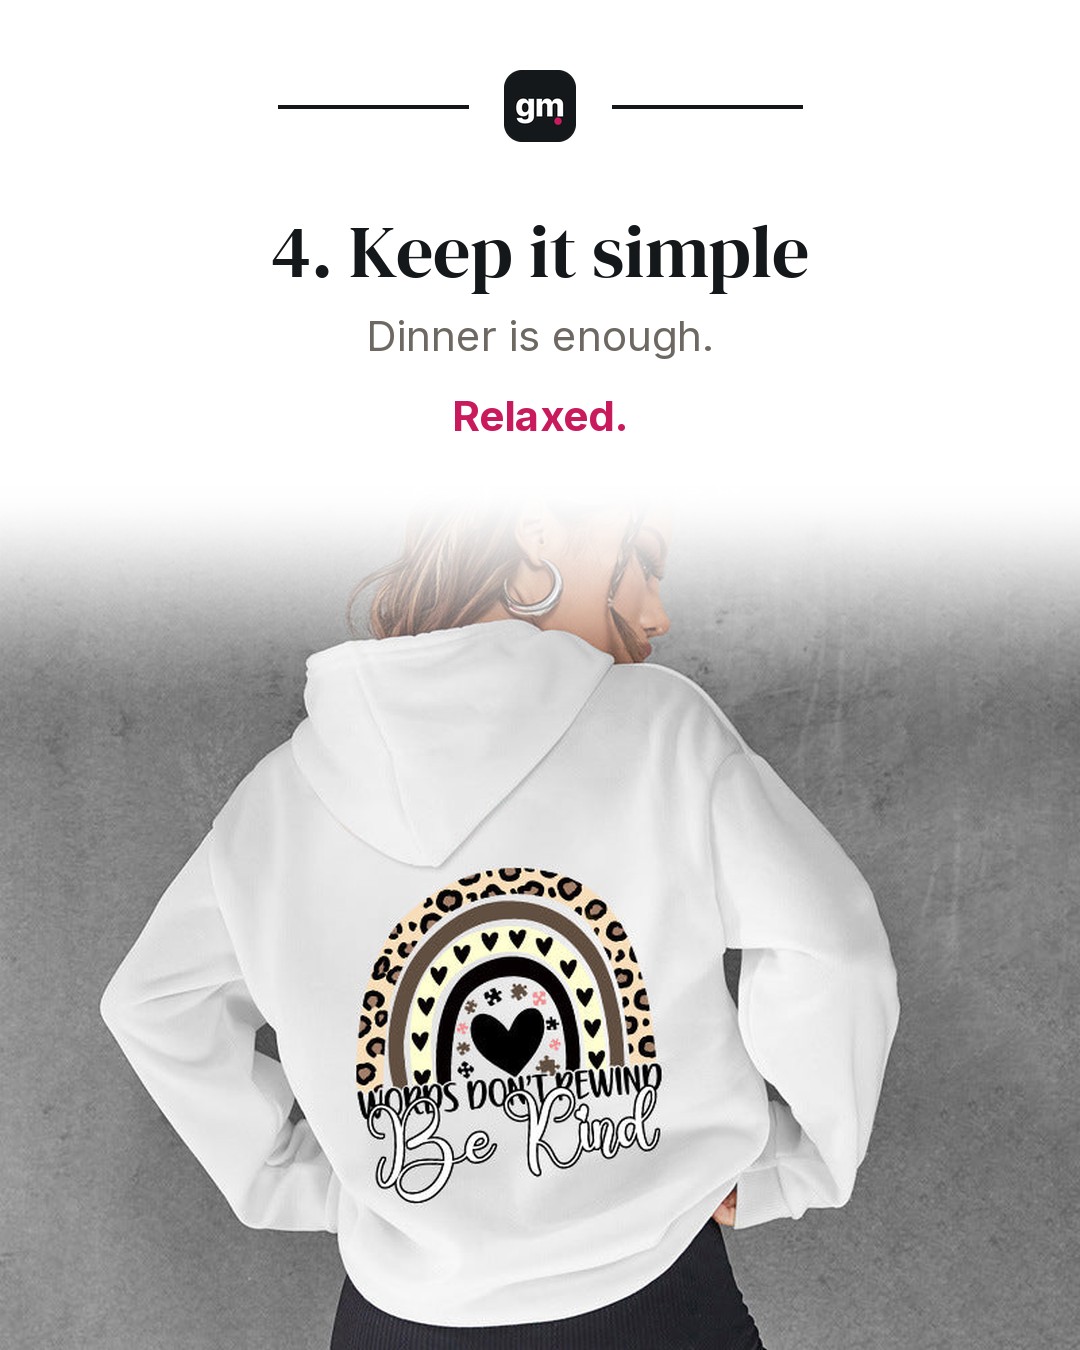 gm.
4. Keep it simple
Dinner is enough.
Relaxed.
WORDS DON'T REWIND
Be Kind